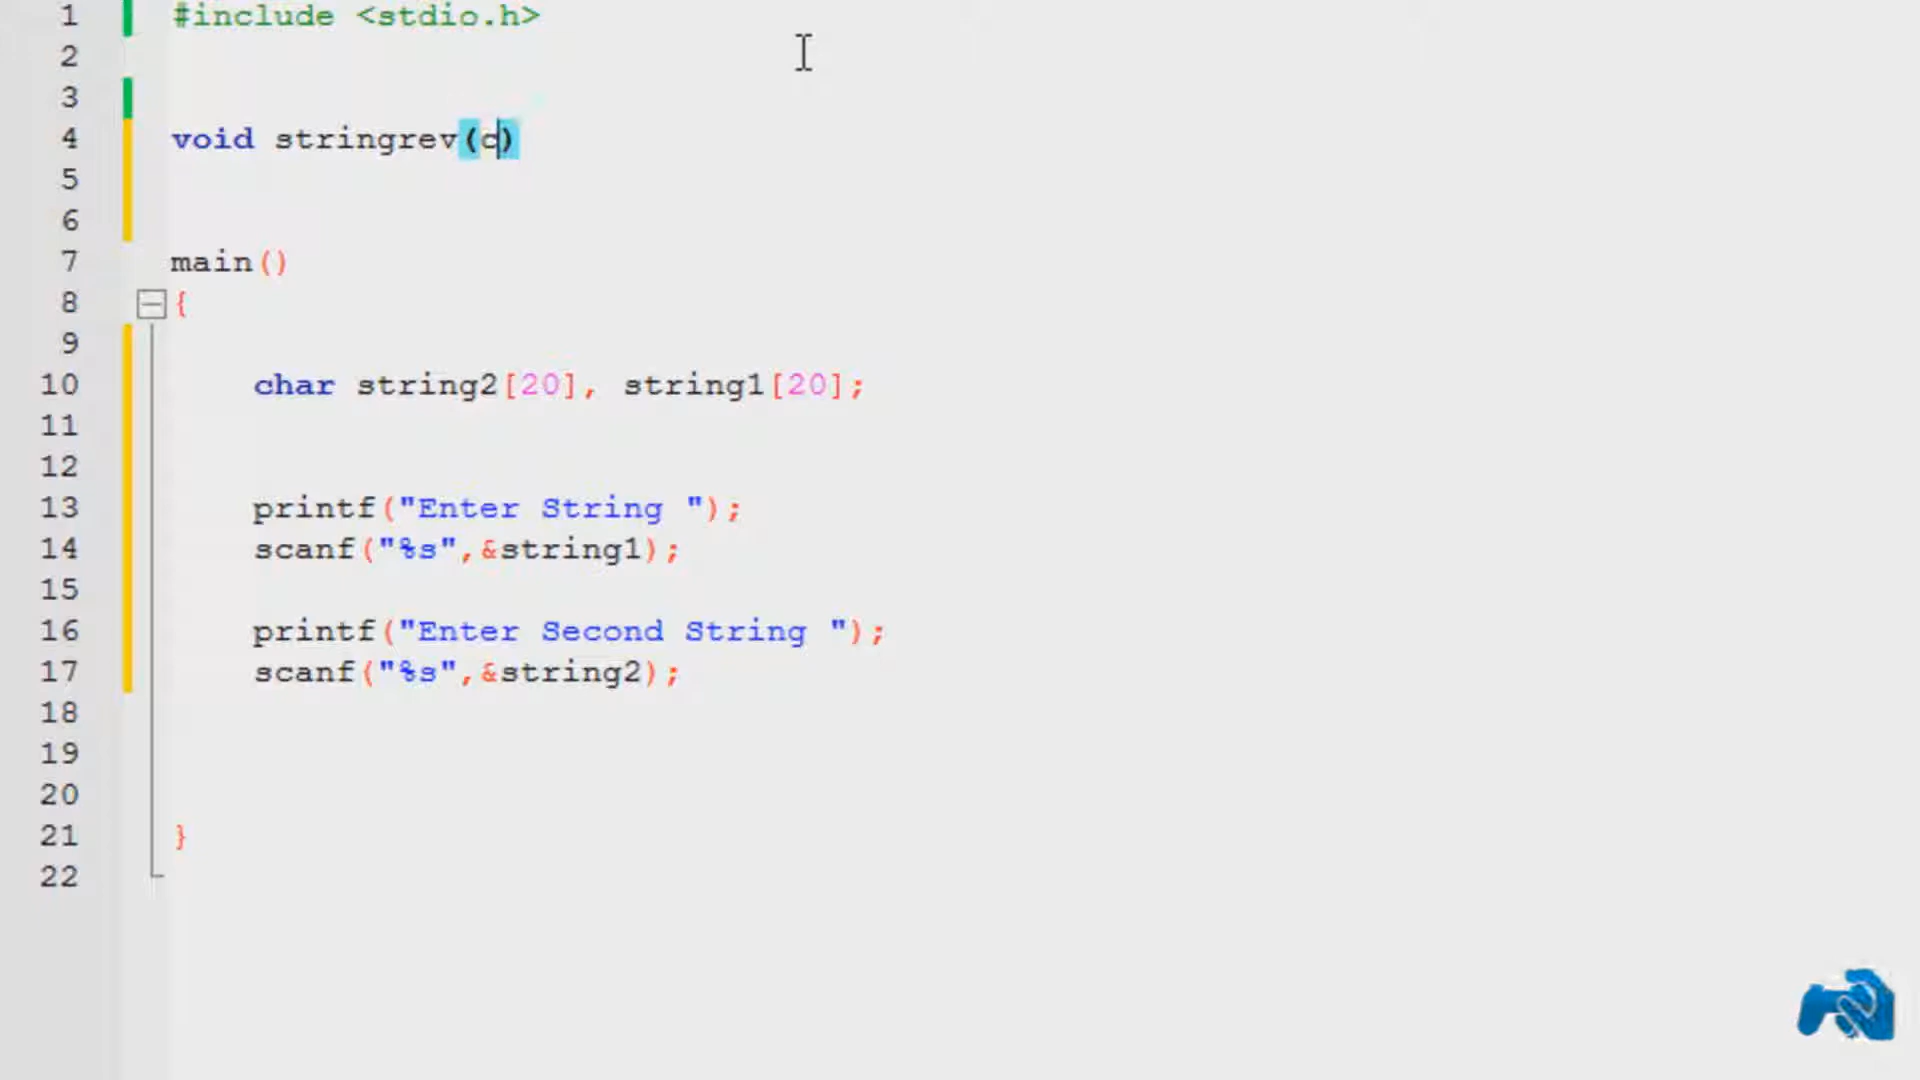 1 #include <stdio.h>
2
3
4 void stringrev(c)
5
6
7 main()
8 {
9
10 char string2[20], string1[20];
11
12
13 printf("Enter String ");
14 scanf("%s",&string1);
15
16 printf("Enter Second String ");
17 scanf("%s",&string2);
18
19
20
21 }
22